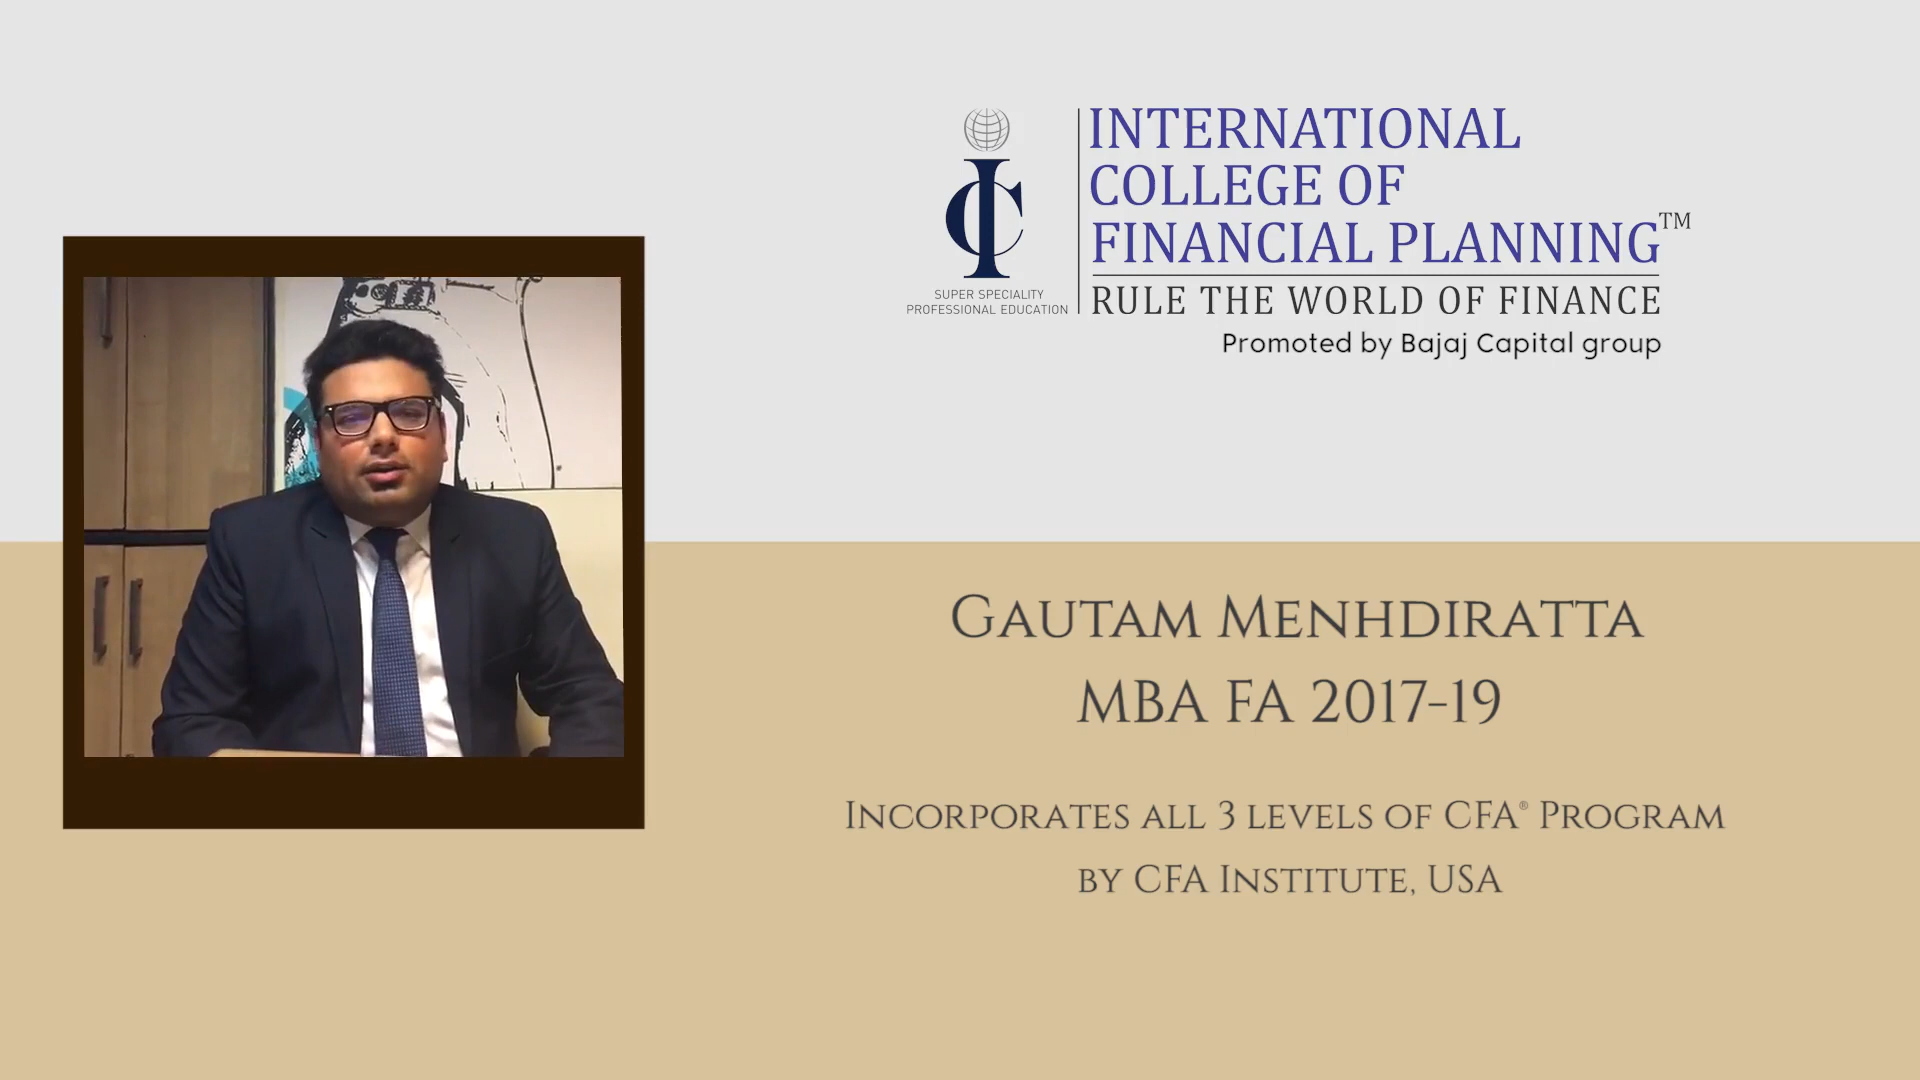 INTERNATIONAL
COLLEGE OF
FINANCIAL PLANNING™
RULE THE WORLD OF FINANCE
Promoted by Bajaj Capital group
IC
SUPER SPECIALITY
PROFESSIONAL EDUCATION
GAUTAM MENHDIRATTA
MBA FA 2017-19
INCORPORATES ALL 3 LEVELS OF CFA® PROGRAM
BY CFA INSTITUTE, USA